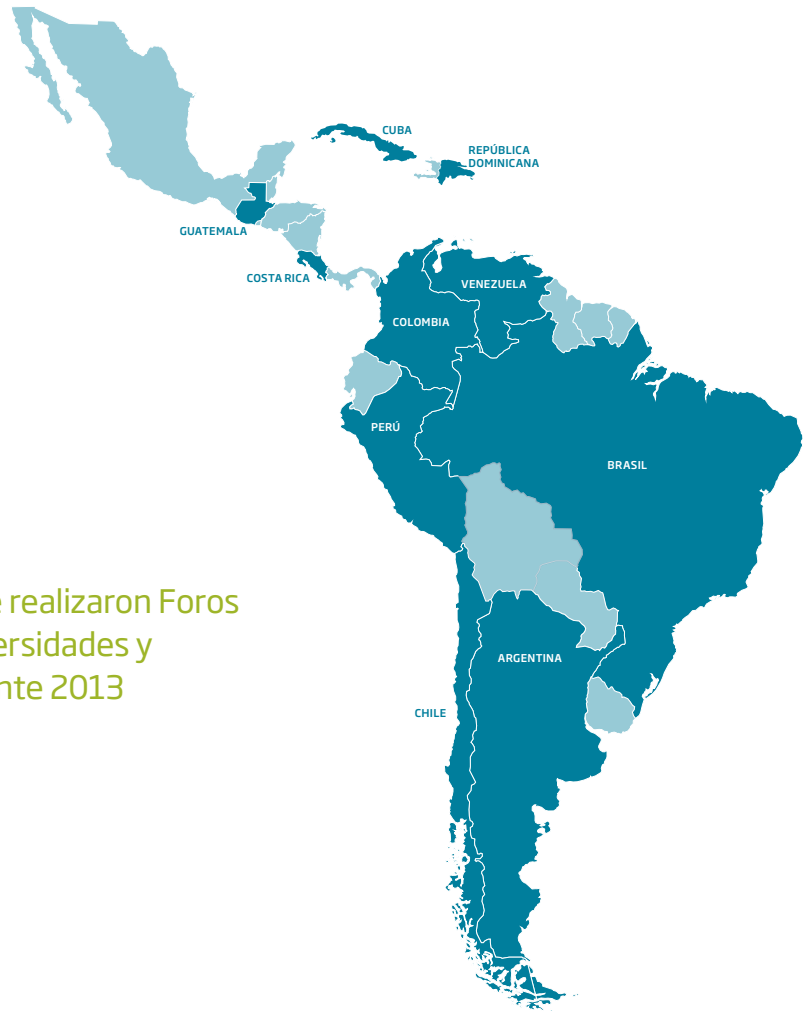 CUBA
REPÚBLICA
DOMINICANA
GUATEMALA
COSTA RICA
VENEZUELA
COLOMBIA
PERÚ
BRASIL
realizaron Foros
ersidades y
nte 2013
ARGENTINA
CHILE